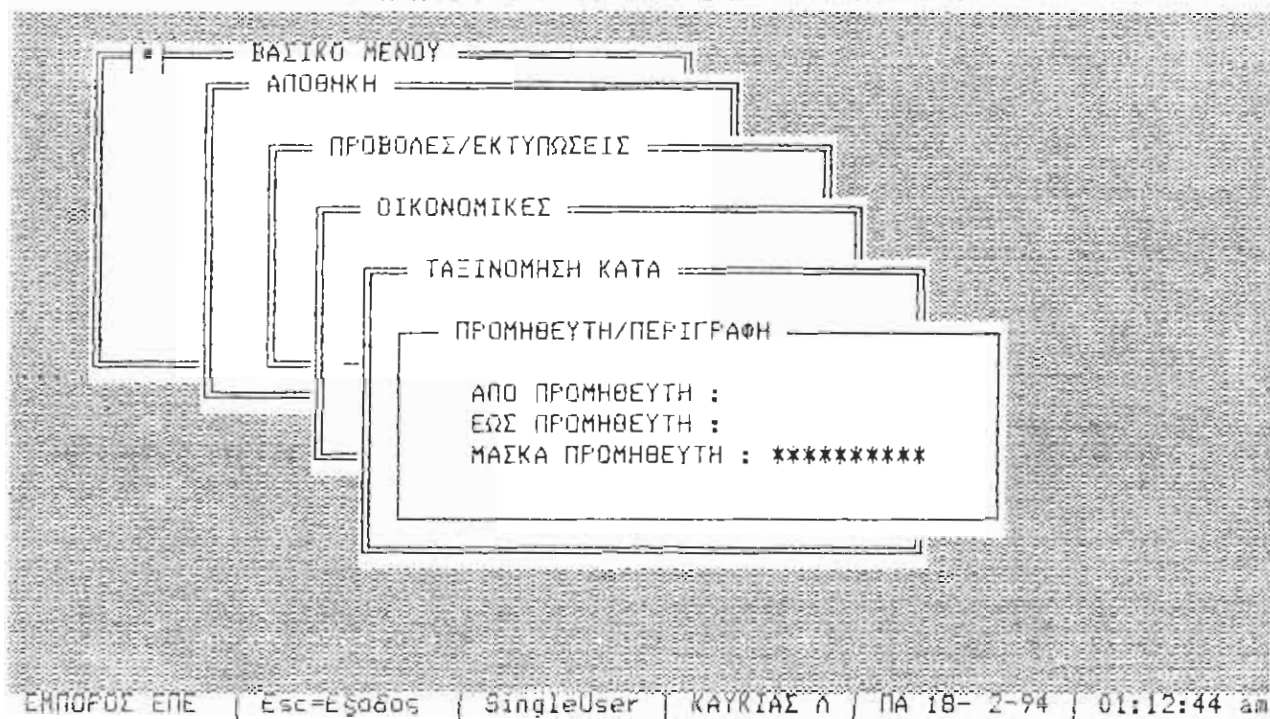 ΒΑΣΙΚΟ ΜΕΝΟΥ
ΑΠΟΘΗΚΗ
ΠΡΟΒΟΛΕΣ/ΕΚΤΥΠΩΣΕΙΣ
ΟΙΚΟΝΟΜΙΚΕΣ
ΤΑΞΙΝΟΜΗΣΗ ΚΑΤΑ
ΠΡΟΜΗΘΕΥΤΗ/ΠΕΡΙΓΡΑΦΗ
ΑΠΟ ΠΡΟΜΗΘΕΥΤΗ :
ΕΩΣ ΠΡΟΜΗΘΕΥΤΗ :
ΜΑΣΚΑ ΠΡΟΜΗΘΕΥΤΗ : **********
ΕΜΠΟΡΟΣ ΕΠΕ | Esc=Εξοδος | SingleUser | ΚΑΥΚΙΑΣ Λ | ΠΑ 18- 2-94 | 01:12:44 am